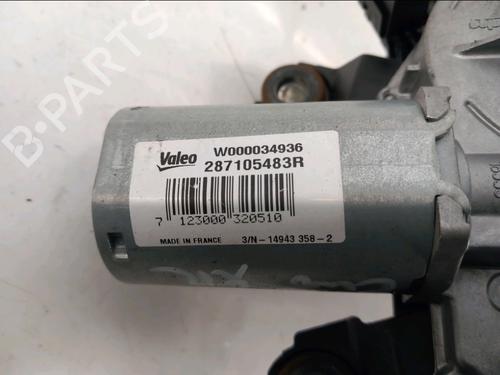 Valeo
W000034936
287105483R
7 123000 320510
MADE IN FRANCE 3/N - 14943 358 - 2
B-PARTS